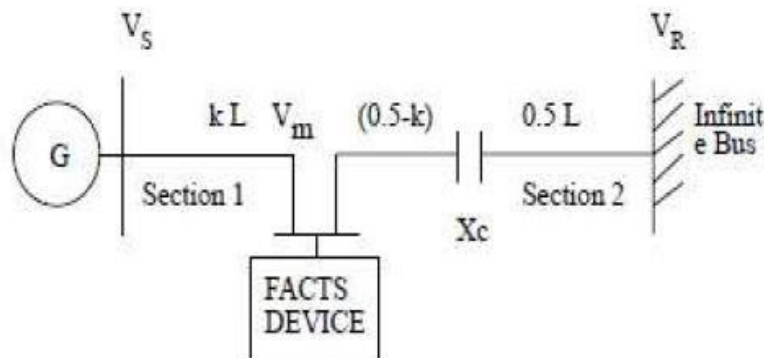 V_S
V_R
k L
V_m
(0.5-k)
0.5 L
Infinit
e Bus
G
Section 1
Section 2
Xc
FACTS
DEVICE